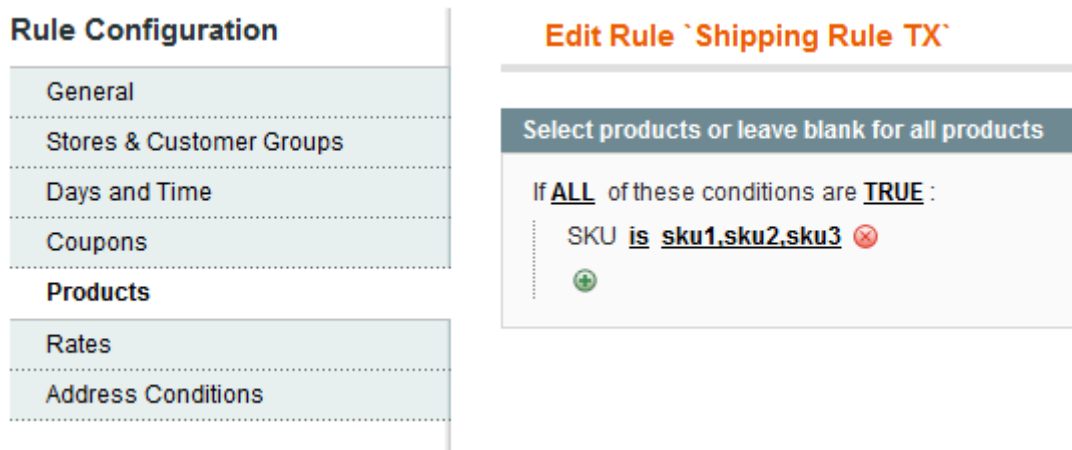 Rule Configuration
General
Stores & Customer Groups
Days and Time
Coupons
Products
Rates
Address Conditions
Edit Rule `Shipping Rule TX`
Select products or leave blank for all products
If ALL of these conditions are TRUE :
SKU is sku1,sku2,sku3